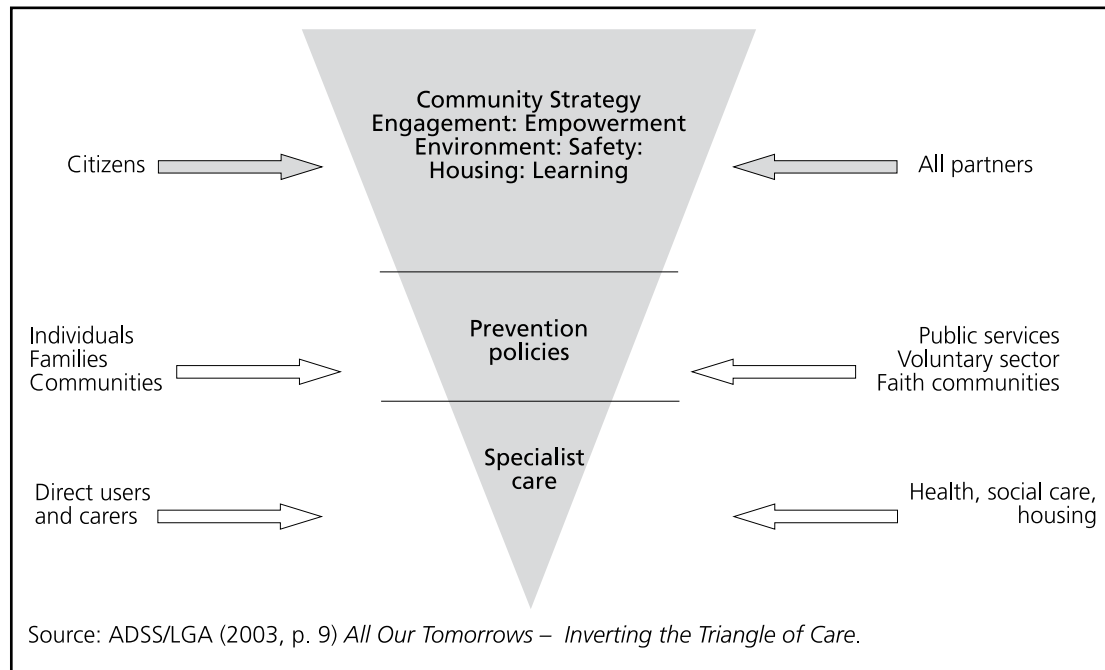 Community Strategy
Engagement: Empowerment
Environment: Safety:
Housing: Learning
Citizens
All partners
Prevention
policies
Individuals
Families
Communities
Public services
Voluntary sector
Faith communities
Specialist
care
Direct users
and carers
Health, social care,
housing
Source: ADSS/LGA (2003, p. 9) All Our Tomorrows – Inverting the Triangle of Care.